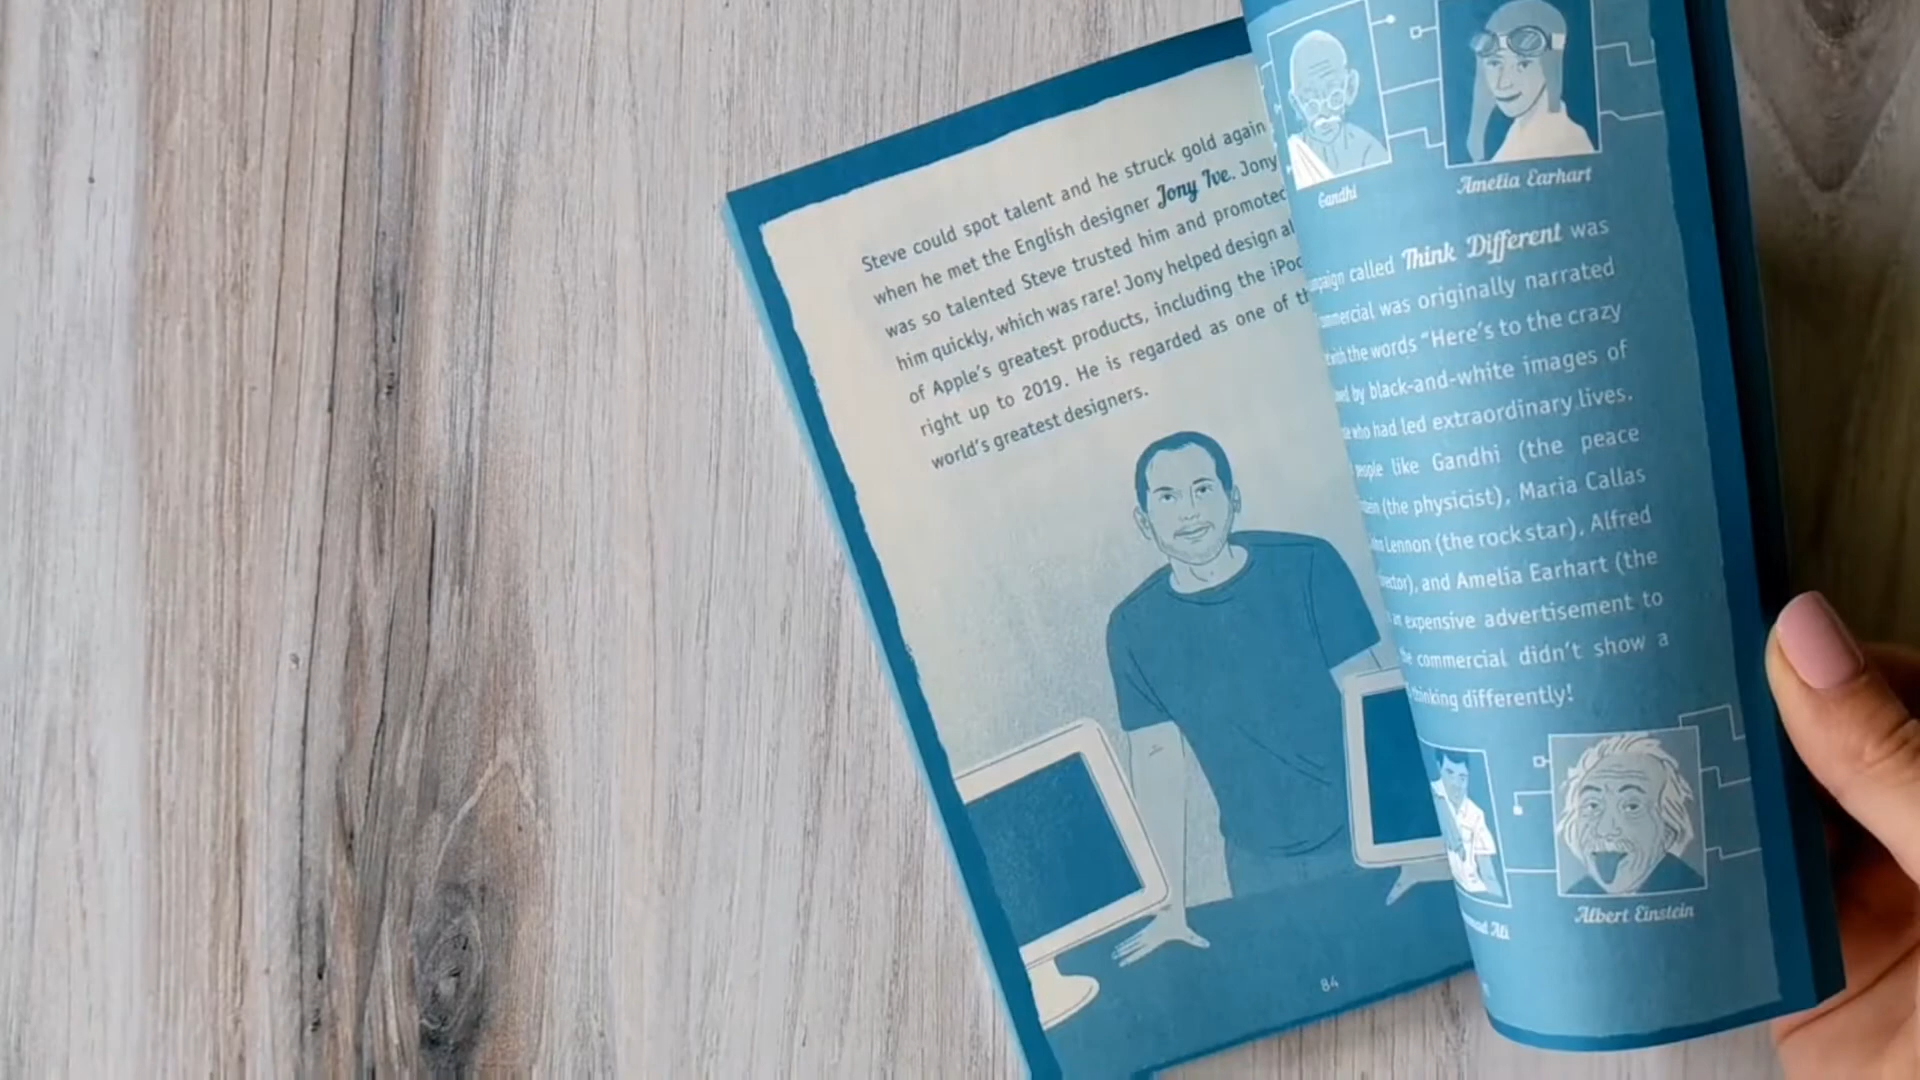 Steve could spot talent and he struck gold again
when he met the English designer Jony Ive. Jony
was so talented Steve trusted him and promoted
him quickly, which was rare! Jony helped design
of Apple's greatest products, including the
right up to 2019. He is regarded as one of
world's greatest designers.
84
Gandhi
Amelia Earhart
called Think Different was
was originally narrated
the words "Here's to the crazy
by black-and-white images of
who had led extraordinary lives.
like Gandhi (the peace
(the physicist), Maria Callas
Lennon (the rock star), Alfred
and Amelia Earhart (the
expensive advertisement to
commercial didn't show a
thinking differently!
Ali
Albert Einstein